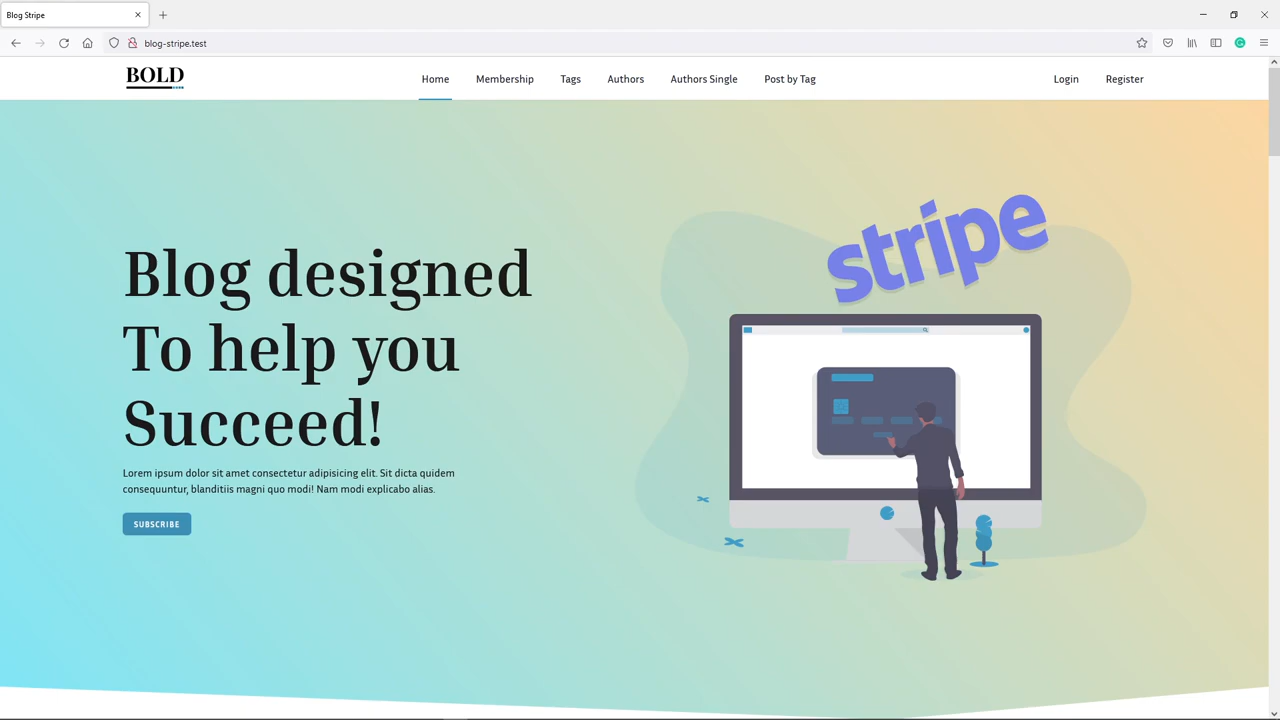 Blog Stripe
blog-stripe.test
BOLD
Home
Membership
Tags
Authors
Authors Single
Post by Tag
Login
Register
stripe
Blog designed
To help you
Succeed!
Lorem ipsum dolor sit amet consectetur adipisicing elit. Sit dicta quidem
consequuntur, blanditiis magni quo modi! Nam modi explicabo alias.
SUBSCRIBE